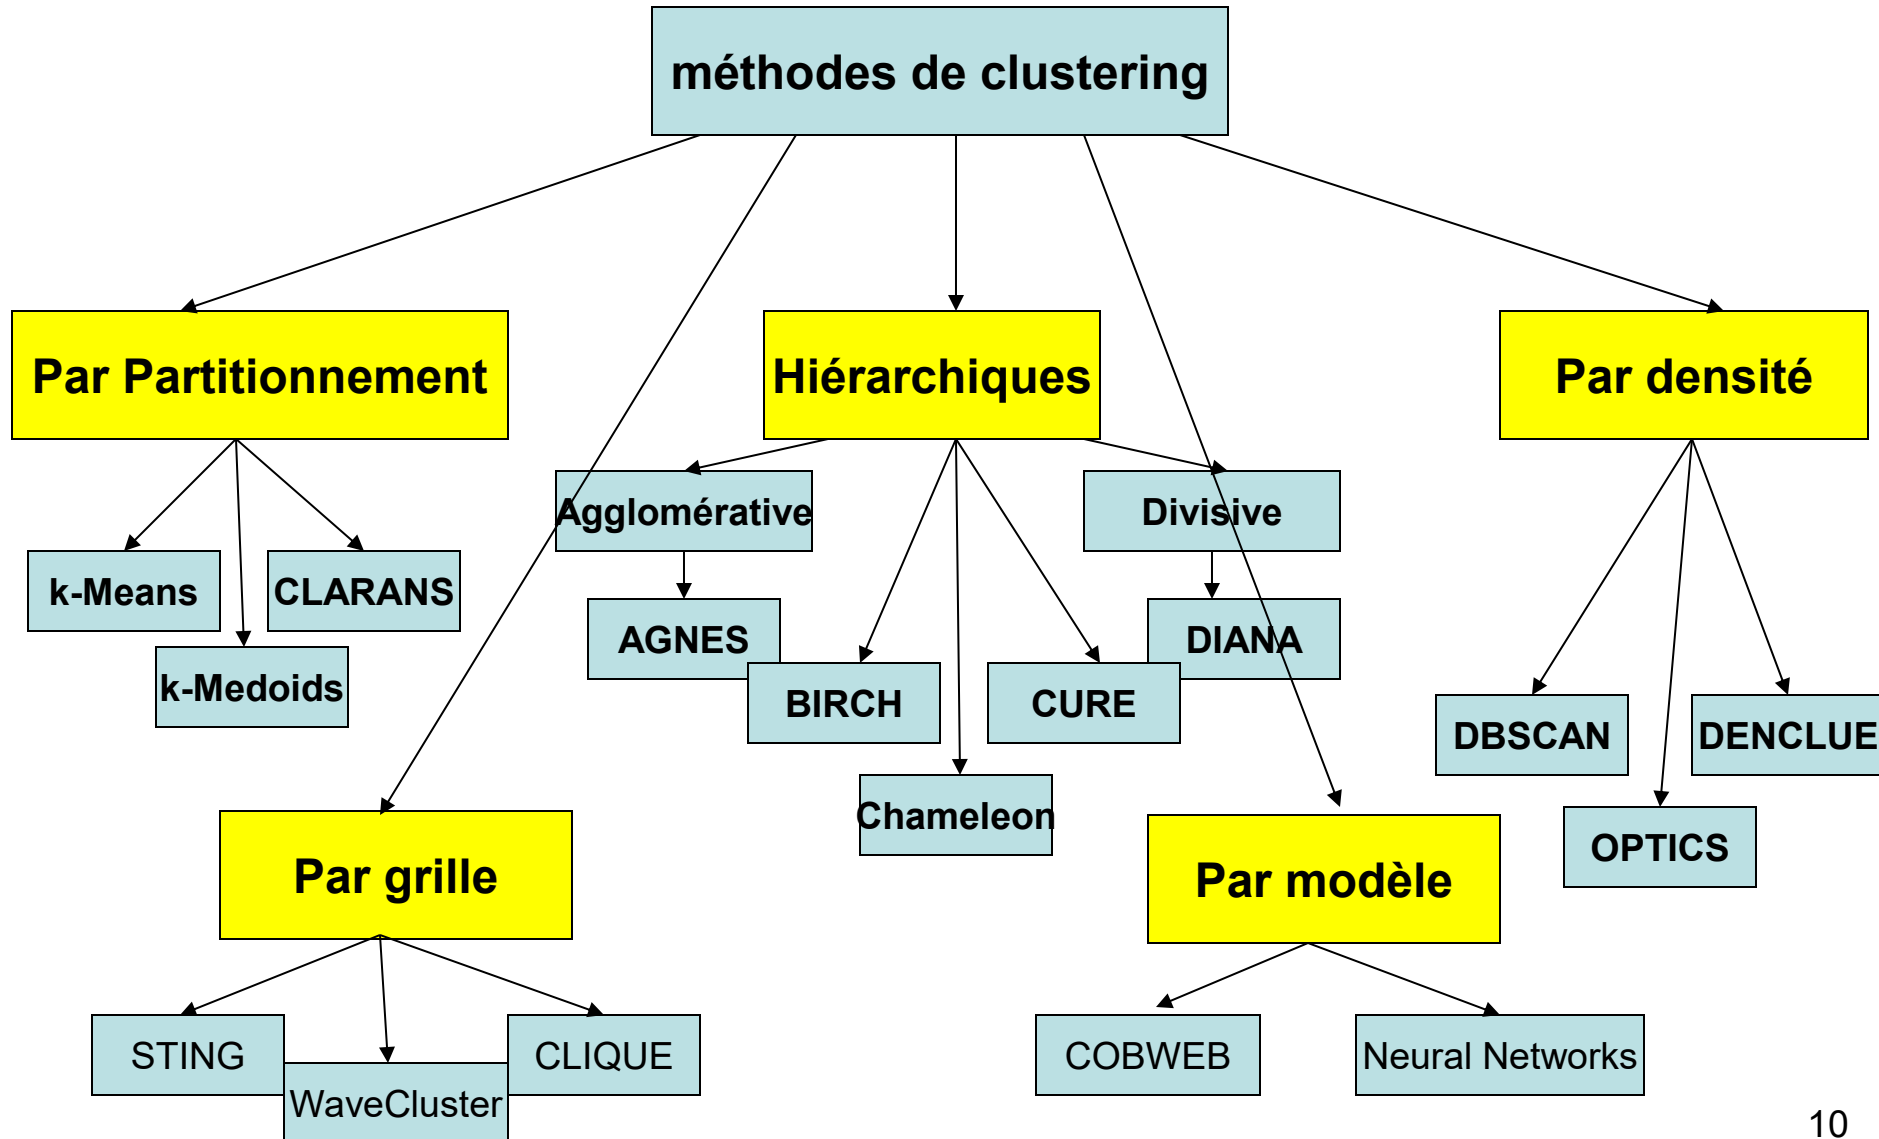 méthodes de clustering
Par Partitionnement
Hiérarchiques
Par densité
Agglomérative
Divisive
k-Means
CLARANS
k-Medoids
AGNES
DIANA
BIRCH
CURE
Chameleon
DBSCAN
DENCLUE
OPTICS
Par grille
Par modèle
STING
WaveCluster
CLIQUE
COBWEB
Neural Networks
10